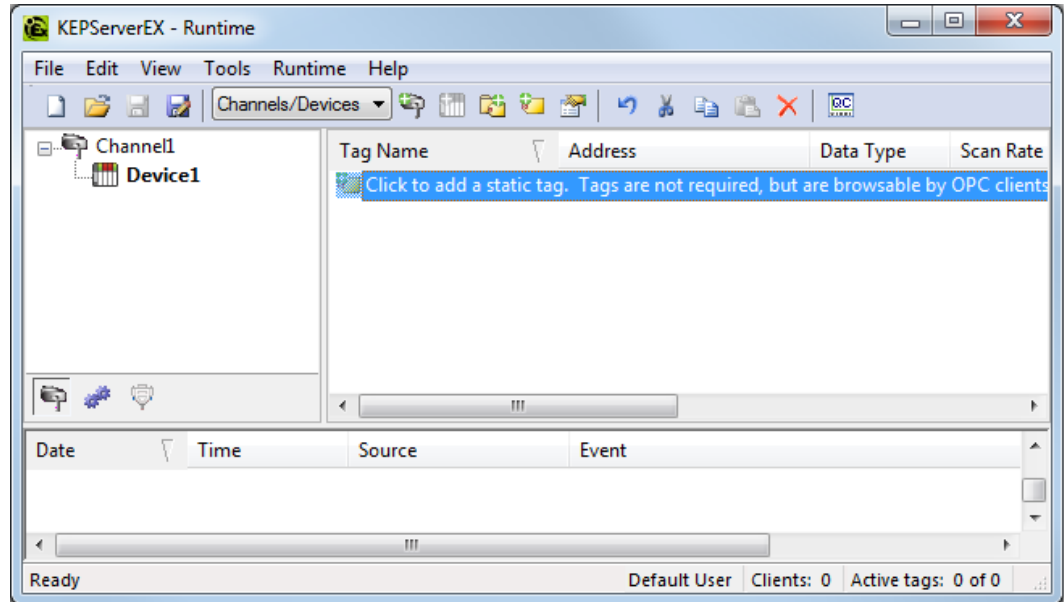 KEPServerEX - Runtime
File Edit View Tools Runtime Help
Channels/Devices QC
Channel1
Device1
Tag Name Address Data Type Scan Rate
Click to add a static tag. Tags are not required, but are browsable by OPC clients
Date Time Source Event
Ready Default User Clients: 0 Active tags: 0 of 0